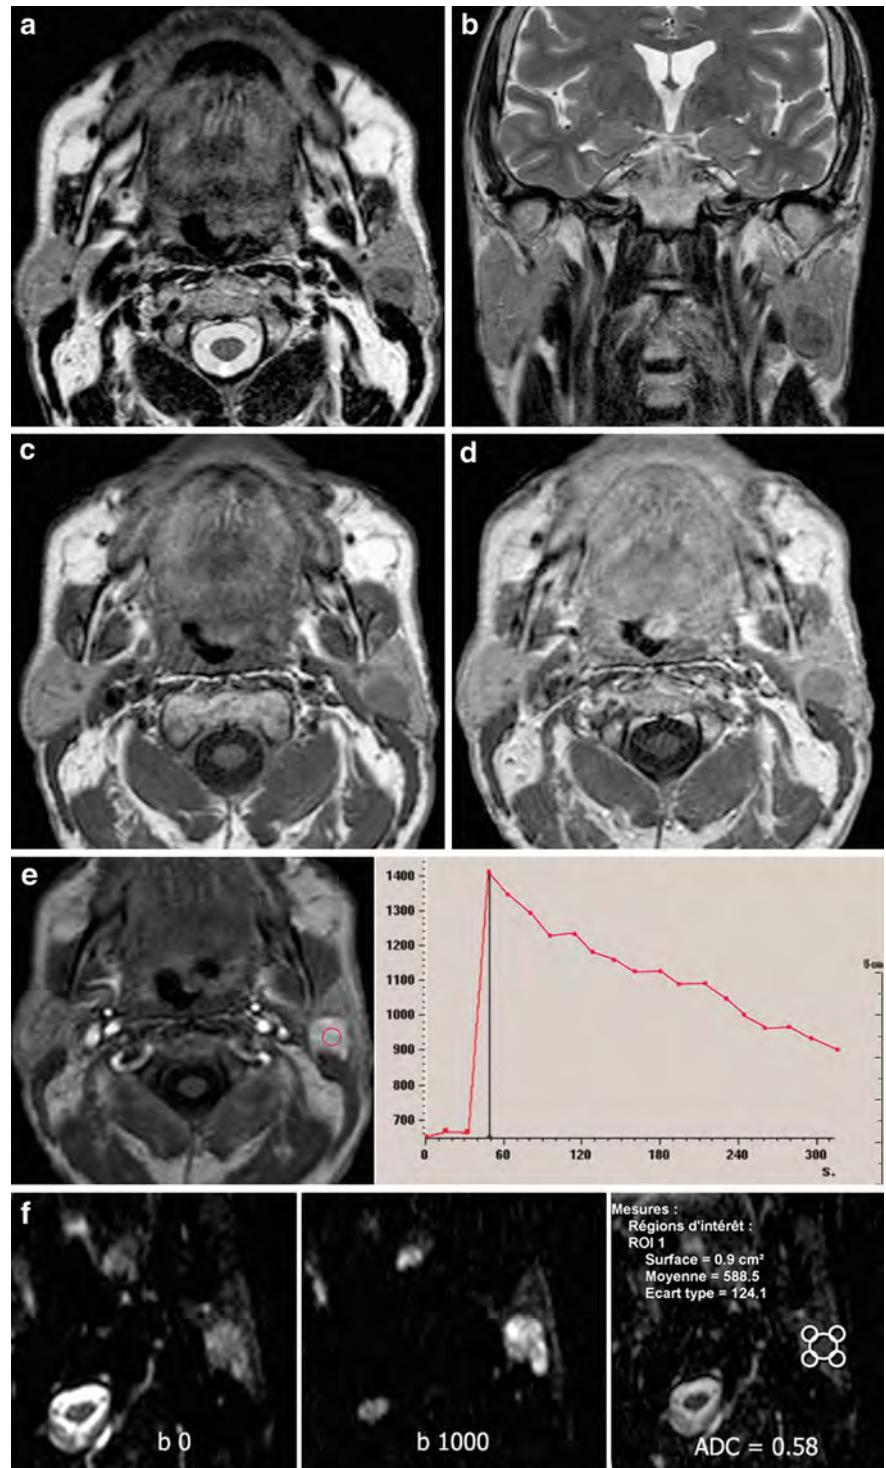 a
b
c
d
e
1400
1300
1200
1100
1000
900
800
700
0
60
120
180
240
300
s.
f
b 0
b 1000
Mesures :
Régions d'intérêt :
ROI 1
Surface = 0.9 cm²
Moyenne = 588.5
Ecart type = 124.1
ADC = 0.58